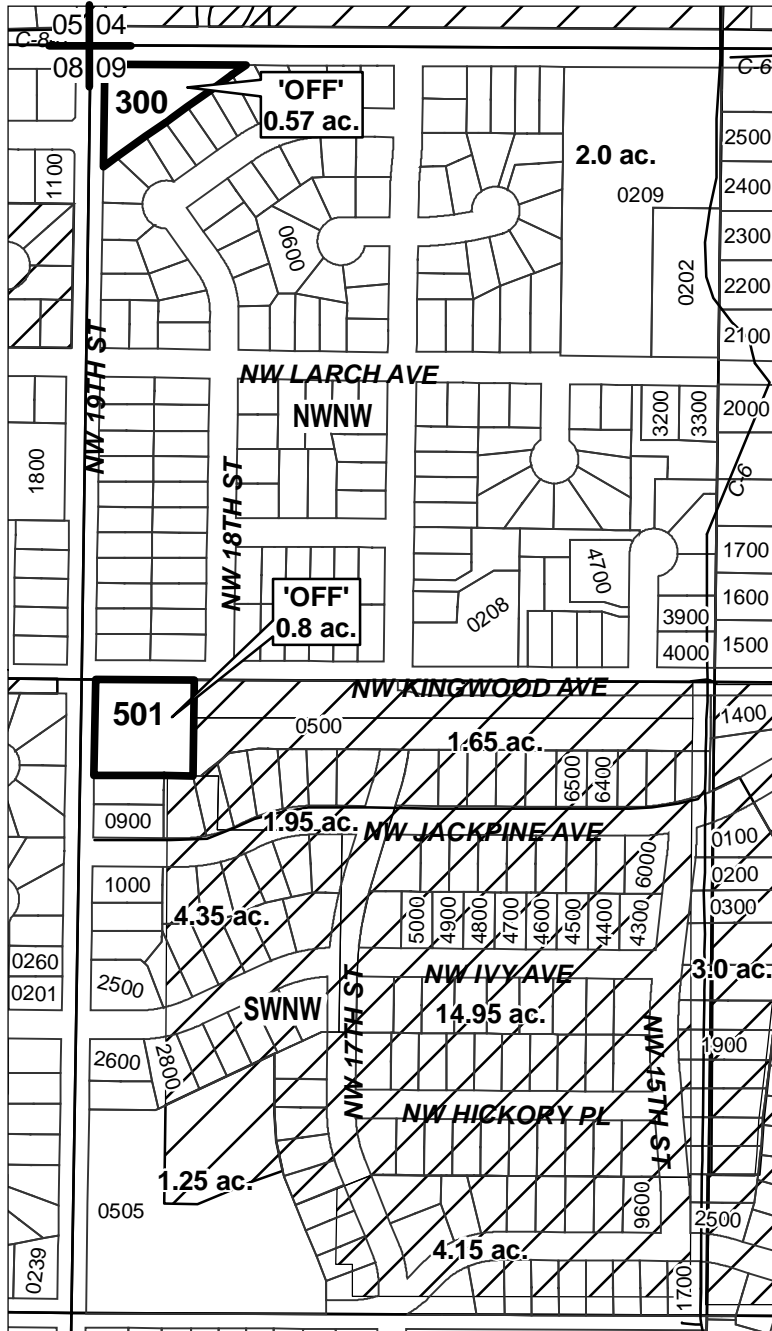 05 04
C-8
08 09
C-6
300
'OFF'
0.57 ac.
2500
1100
2.0 ac.
2400
0209
2300
0600
0202
2200
2100
NW 19TH ST
NW LARCH AVE
NWNW
3200
3300
2000
1800
NW 18TH ST
C-6
1700
4700
'OFF'
0.8 ac.
0208
1600
3900
4000
1500
NW KINGWOOD AVE
501
0500
1400
1.65 ac.
6500
6400
0900
1.95 ac.
NW JACKPINE AVE
0100
6000
0200
1000
0300
4.35 ac.
5000
4900
4800
4700
4600
4500
4400
4300
0260
0201
2500
NW IVY AVE
3.0 ac.
SWNW
14.95 ac.
NW 17TH ST
NW 15TH ST
2600
2800
1900
NW HICKORY PL
1.25 ac.
0505
9600
2500
4.15 ac.
0239
1700